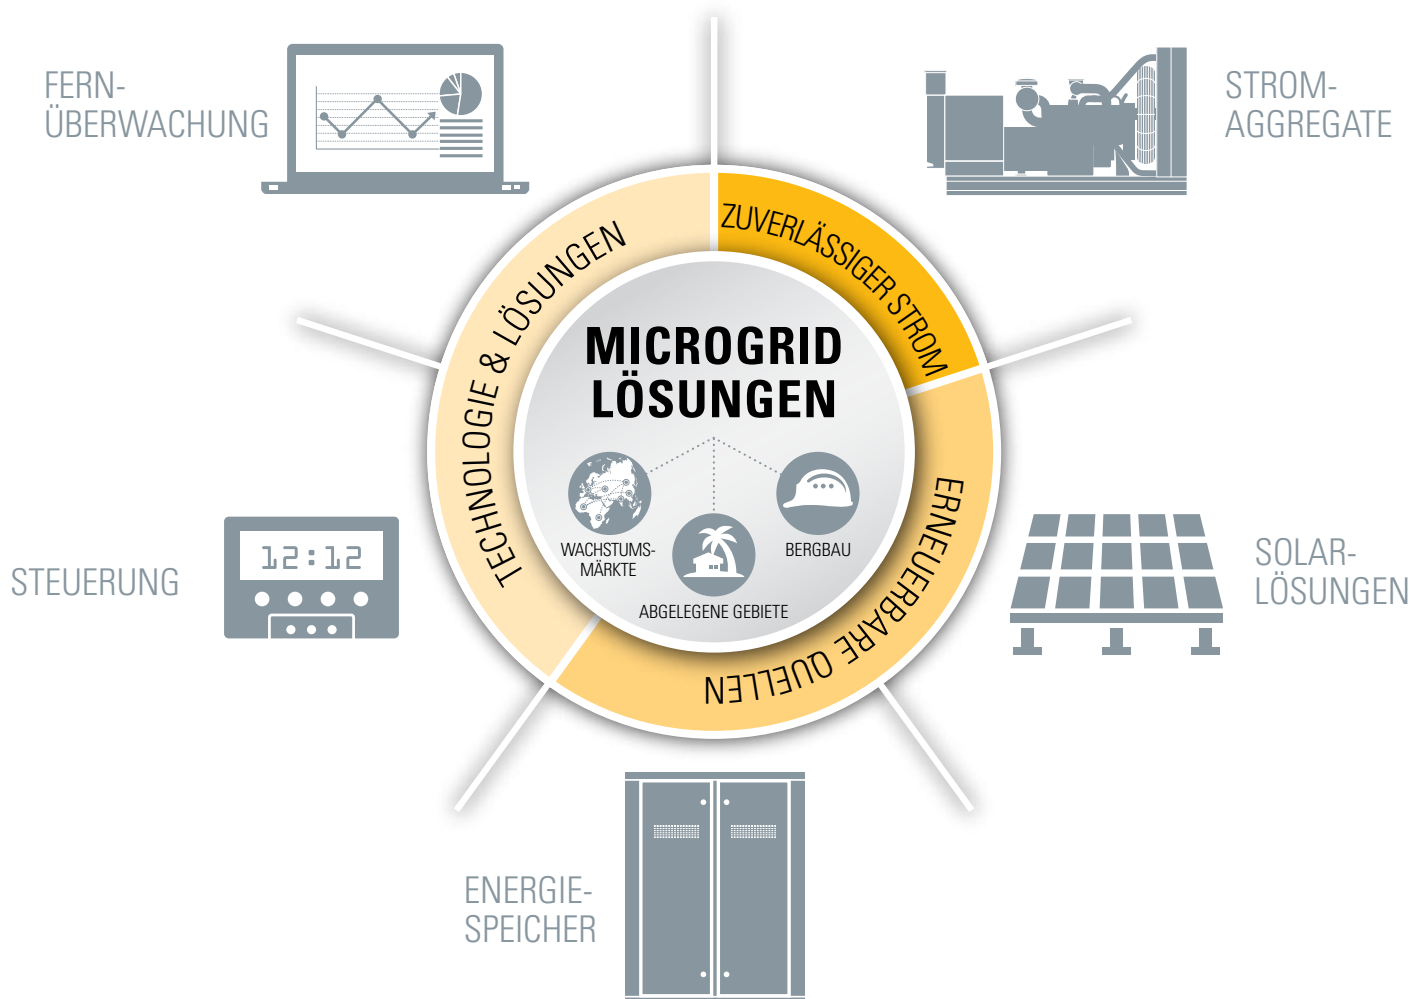 FERN-
ÜBERWACHUNG
STROM-
AGGREGATE
ZUVERLÄSSIGER STROM
TECHNOLOGIE & LÖSUNGEN
MICROGRID
LÖSUNGEN
WACHSTUMS-
MÄRKTE
BERGBAU
ABGELEGENE GEBIETE
ERNEUERBARE QUELLEN
12:12
STEUERUNG
SOLAR-
LÖSUNGEN
ENERGIE-
SPEICHER